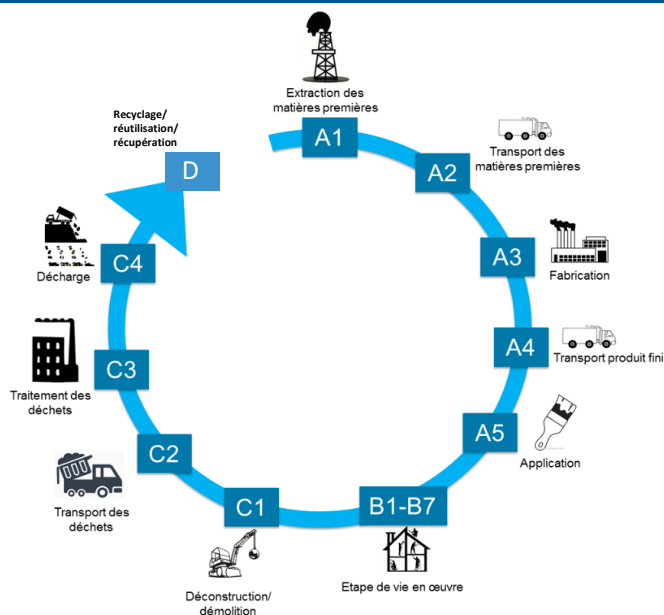 Extraction des
matières premières
A1
A2
Transport des
matières premières
A3
Fabrication
A4
Transport produit fini
A5
Application
B1-B7
Etape de vie en œuvre
C1
Déconstruction/
démolition
C2
Transport des
déchets
C3
Traitement des
déchets
C4
Décharge
D
Recyclage/
réutilisation/
récupération